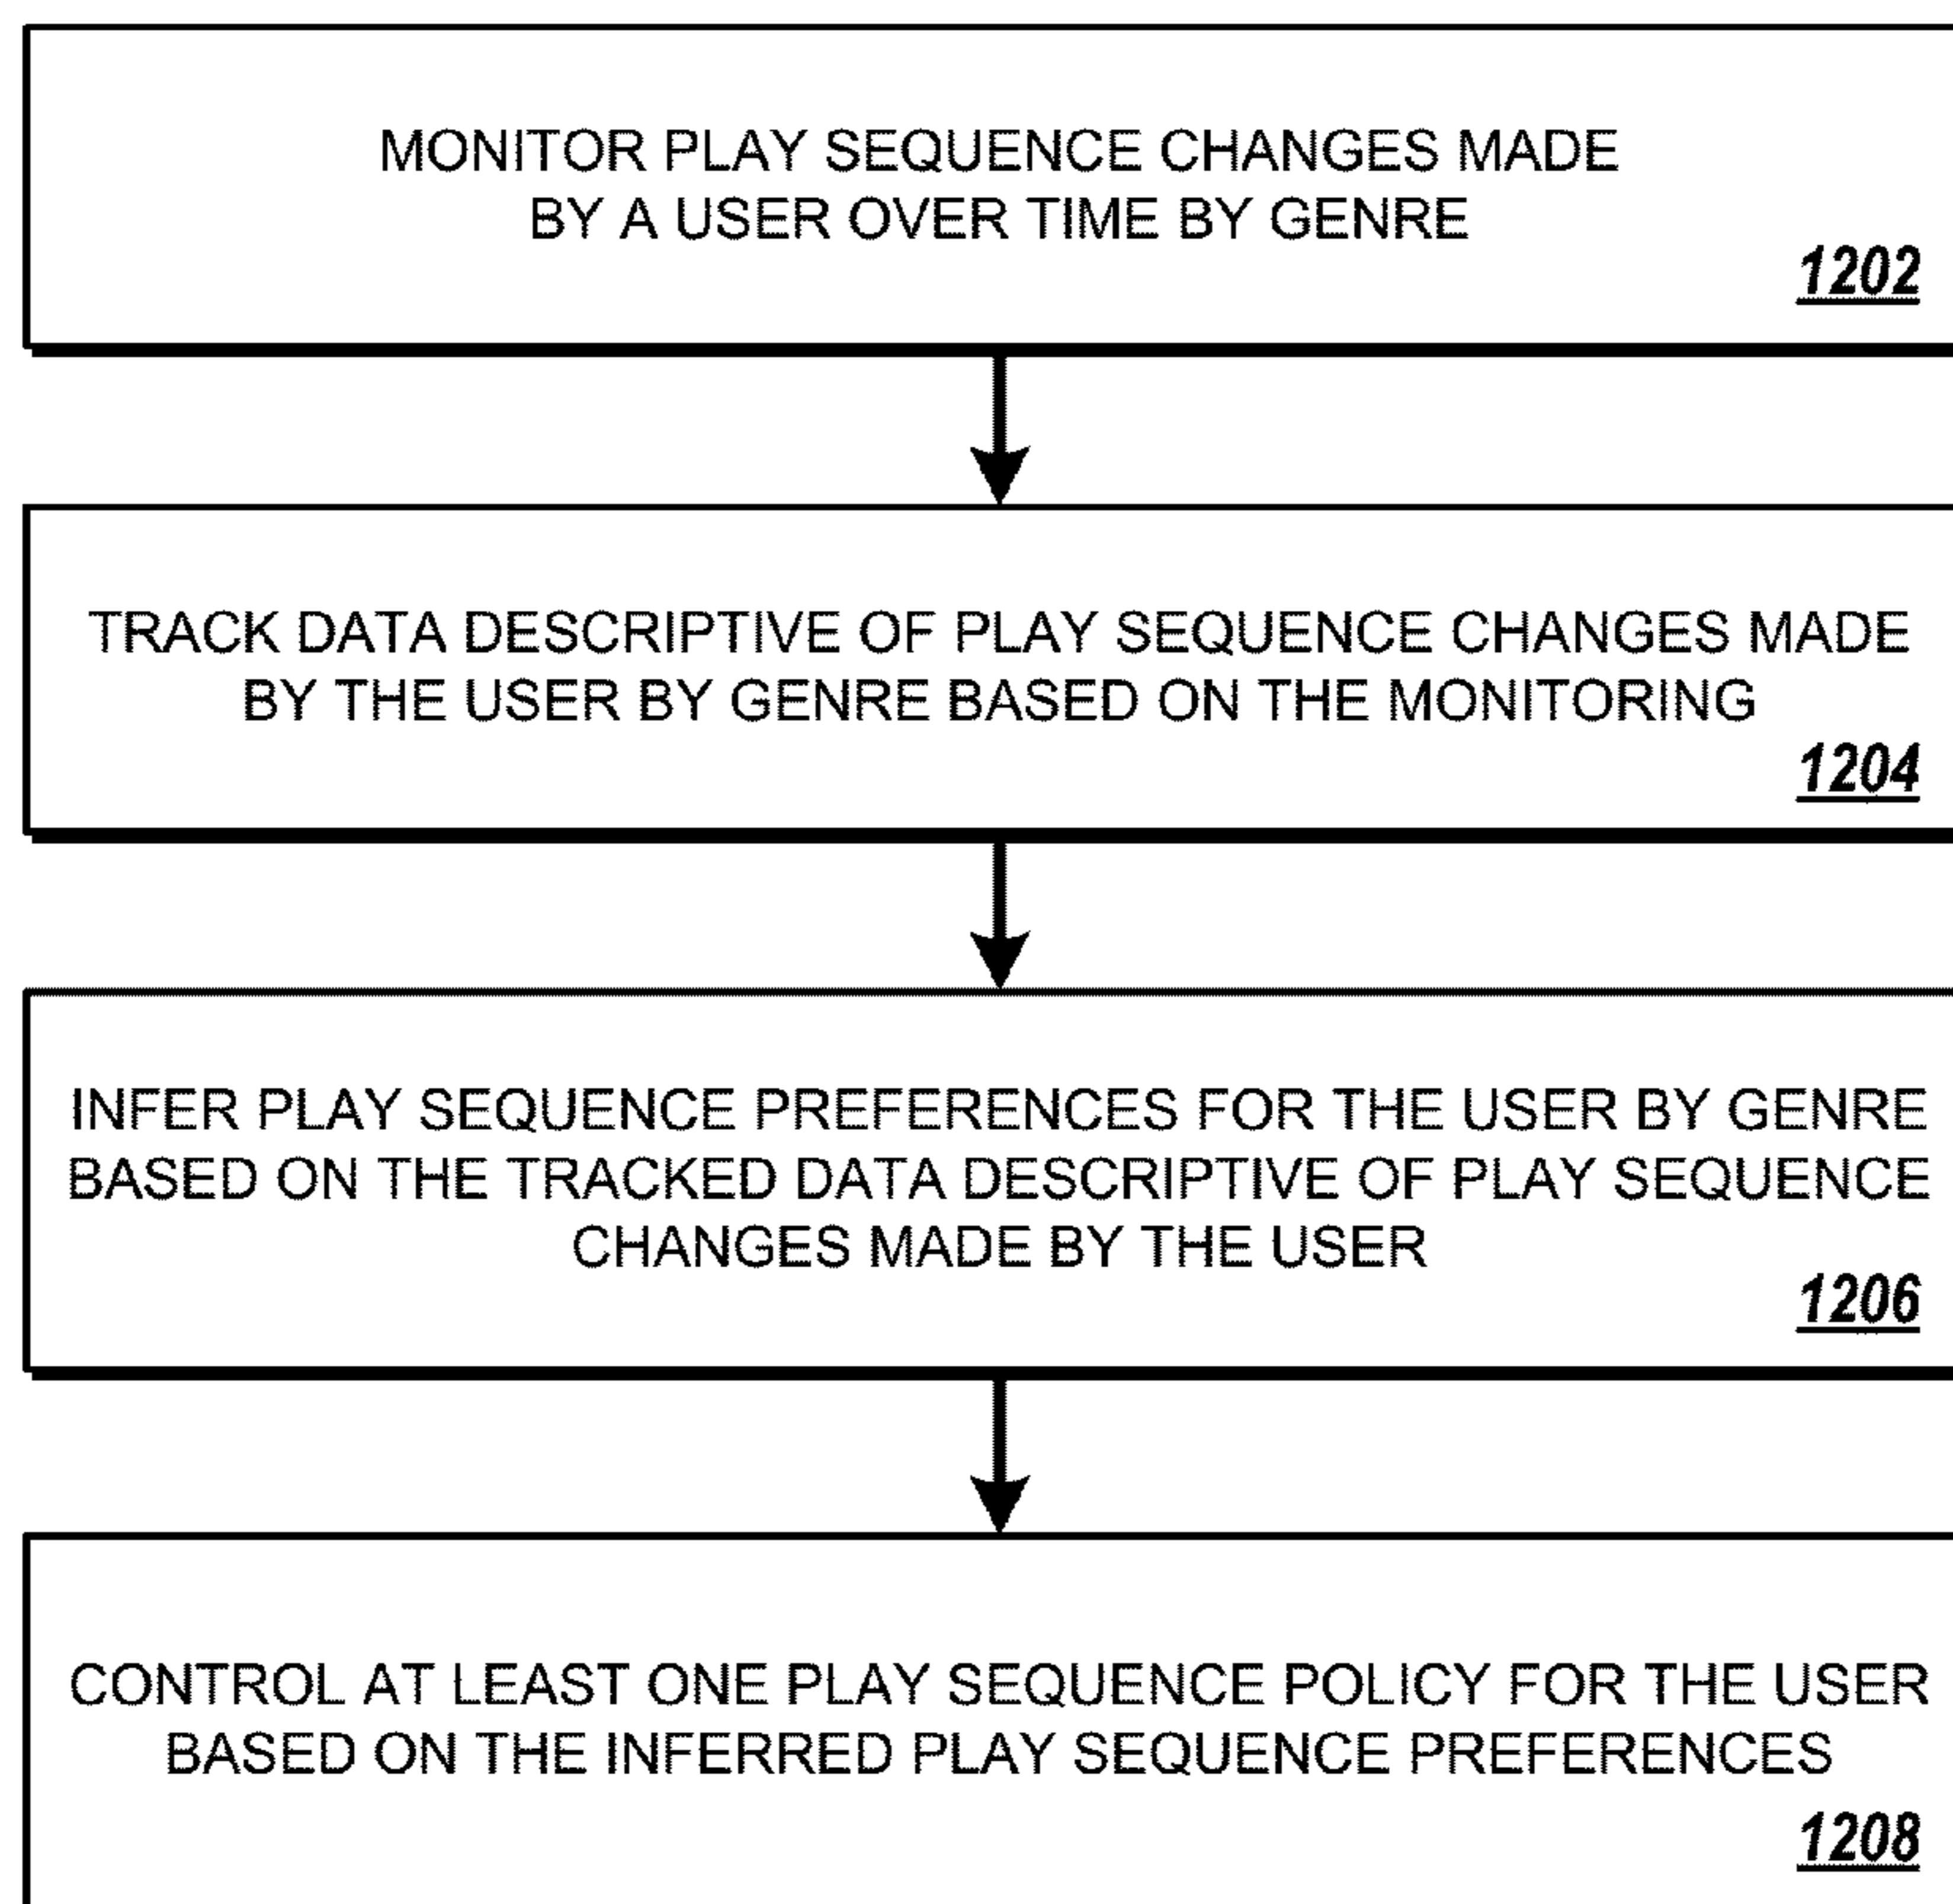 MONITOR PLAY SEQUENCE CHANGES MADE
BY A USER OVER TIME BY GENRE
1202
TRACK DATA DESCRIPTIVE OF PLAY SEQUENCE CHANGES MADE
BY THE USER BY GENRE BASED ON THE MONITORING
1204
INFER PLAY SEQUENCE PREFERENCES FOR THE USER BY GENRE
BASED ON THE TRACKED DATA DESCRIPTIVE OF PLAY SEQUENCE
CHANGES MADE BY THE USER
1206
CONTROL AT LEAST ONE PLAY SEQUENCE POLICY FOR THE USER
BASED ON THE INFERRED PLAY SEQUENCE PREFERENCES
1208